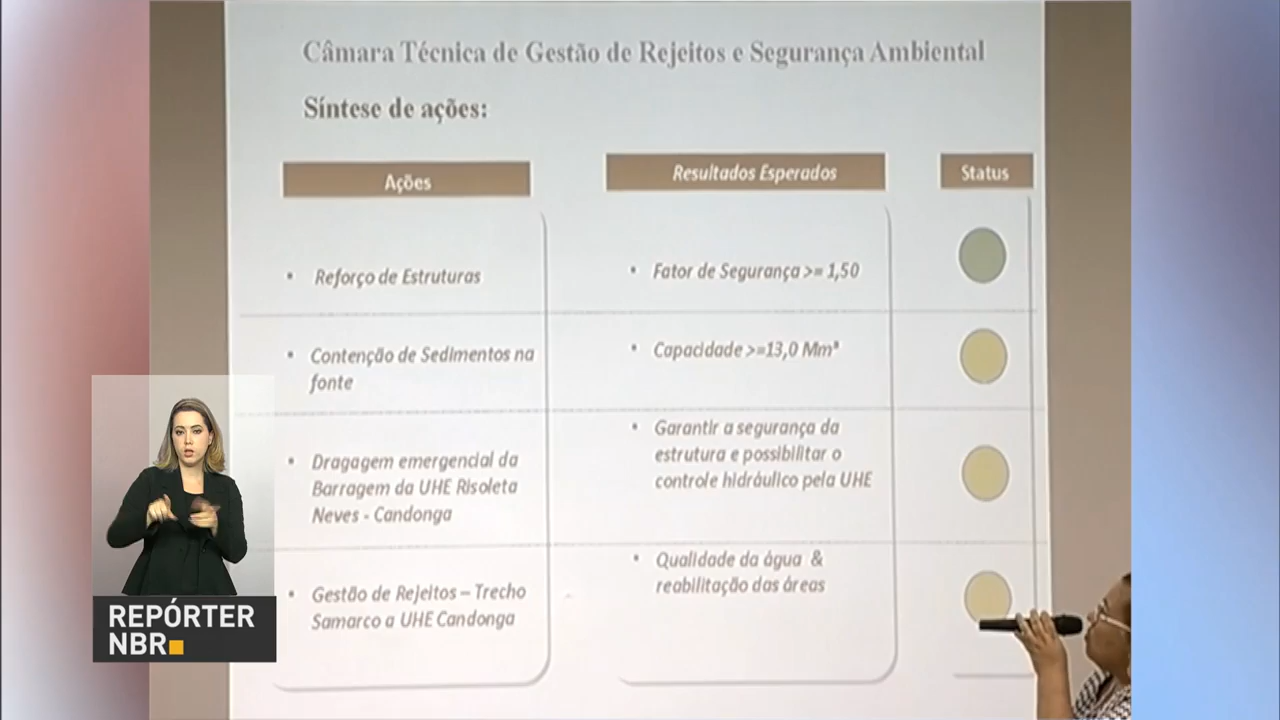 Câmara Técnica de Gestão de Rejeitos e Segurança Ambiental
Síntese de ações:
Ações
Resultados Esperados
Status
• Reforço de Estruturas
• Fator de Segurança >= 1,50
• Contenção de Sedimentos na
fonte
• Capacidade >=13,0 Mm³
• Dragagem emergencial da
Barragem da UHE Risoleta
Neves - Candonga
• Garantir a segurança da
estrutura e possibilitar o
controle hidráulico pela UHE
• Gestão de Rejeitos – Trecho
Samarco a UHE Candonga
• Qualidade da água &
reabilitação das áreas
REPÓRTER
NBR